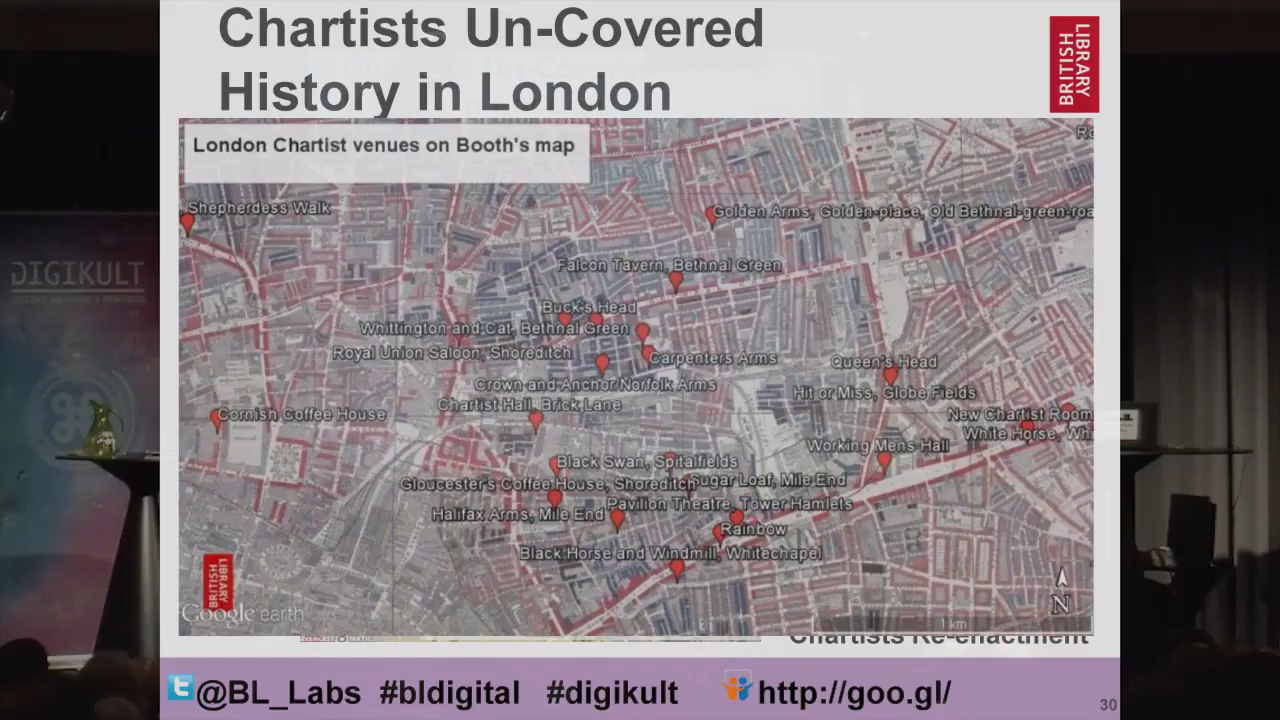 Chartists Un-Covered
History in London
BRITISH
LIBRARY
London Chartist venues on Booth's map
Shepherdess Walk
Golden Arms, Golden-place, Old Bethnal-green-roa
Falcon Tavern, Bethnal Green
Buck's Head
Whittington and Cat, Bethnal Green
Royal Union Saloon, Shoreditch
Carpenters Arms
Queen's Head
Crown and Anchor/Norfolk Arms
Hit or Miss, Globe Fields
Chartist Hall, Brick Lane
Cornish Coffee House
New Chartist Room
White Horse, Wh
Working Mens Hall
Black Swan, Spitalfields
Gloucester's Coffee House, Shoreditch
Sugar Loaf, Mile End
Pavilion Theatre, Tower Hamlets
Halifax Arms, Mile End
Rainbow
Black Horse and Windmill, Whitechapel
BRITISH
LIBRARY
Google earth
N
1 km
Chartists Re-enactment
@BL_Labs #bldigital #digikult http://goo.gl/
30
DIGIKULT